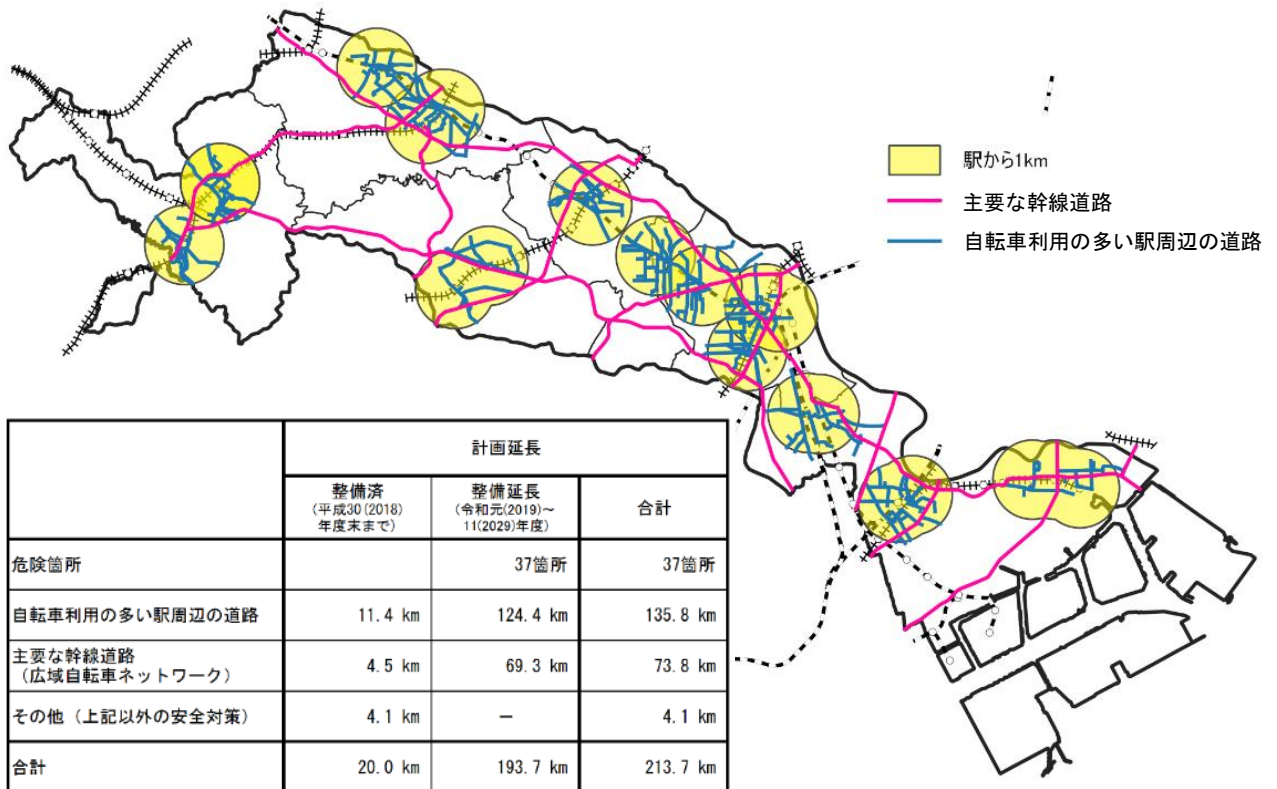 駅から1km
主要な幹線道路
自転車利用の多い駅周辺の道路
計画延長
整備済
(平成30(2018)
年度末まで)
整備延長
(令和元(2019)～
11(2029)年度)
合計
危険箇所
37箇所
37箇所
自転車利用の多い駅周辺の道路
11.4 km
124.4 km
135.8 km
主要な幹線道路
（広域自転車ネットワーク）
4.5 km
69.3 km
73.8 km
その他（上記以外の安全対策）
4.1 km
－
4.1 km
合計
20.0 km
193.7 km
213.7 km